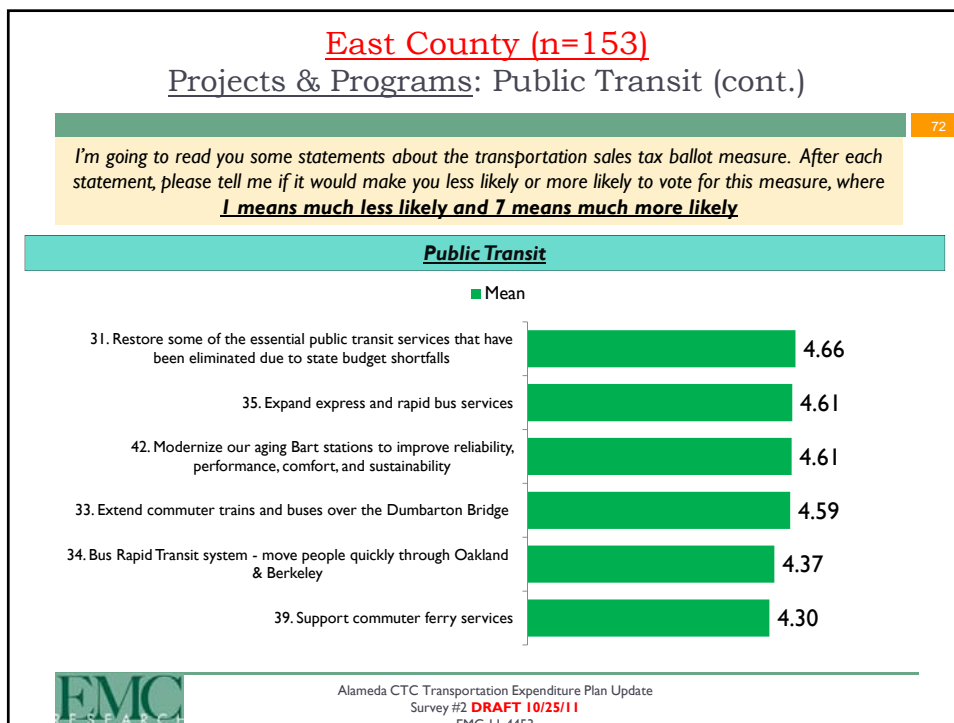 East County (n=153)
Projects & Programs: Public Transit (cont.)
72
I'm going to read you some statements about the transportation sales tax ballot measure. After each
statement, please tell me if it would make you less likely or more likely to vote for this measure, where
1 means much less likely and 7 means much more likely
Public Transit
Mean
31. Restore some of the essential public transit services that have
been eliminated due to state budget shortfalls
4.66
35. Expand express and rapid bus services
4.61
42. Modernize our aging Bart stations to improve reliability,
performance, comfort, and sustainability
4.61
33. Extend commuter trains and buses over the Dumbarton Bridge
4.59
34. Bus Rapid Transit system - move people quickly through Oakland
& Berkeley
4.37
39. Support commuter ferry services
4.30
EMC
RESEARCH
Alameda CTC Transportation Expenditure Plan Update
Survey #2 DRAFT 10/25/11
EMC 11-4452